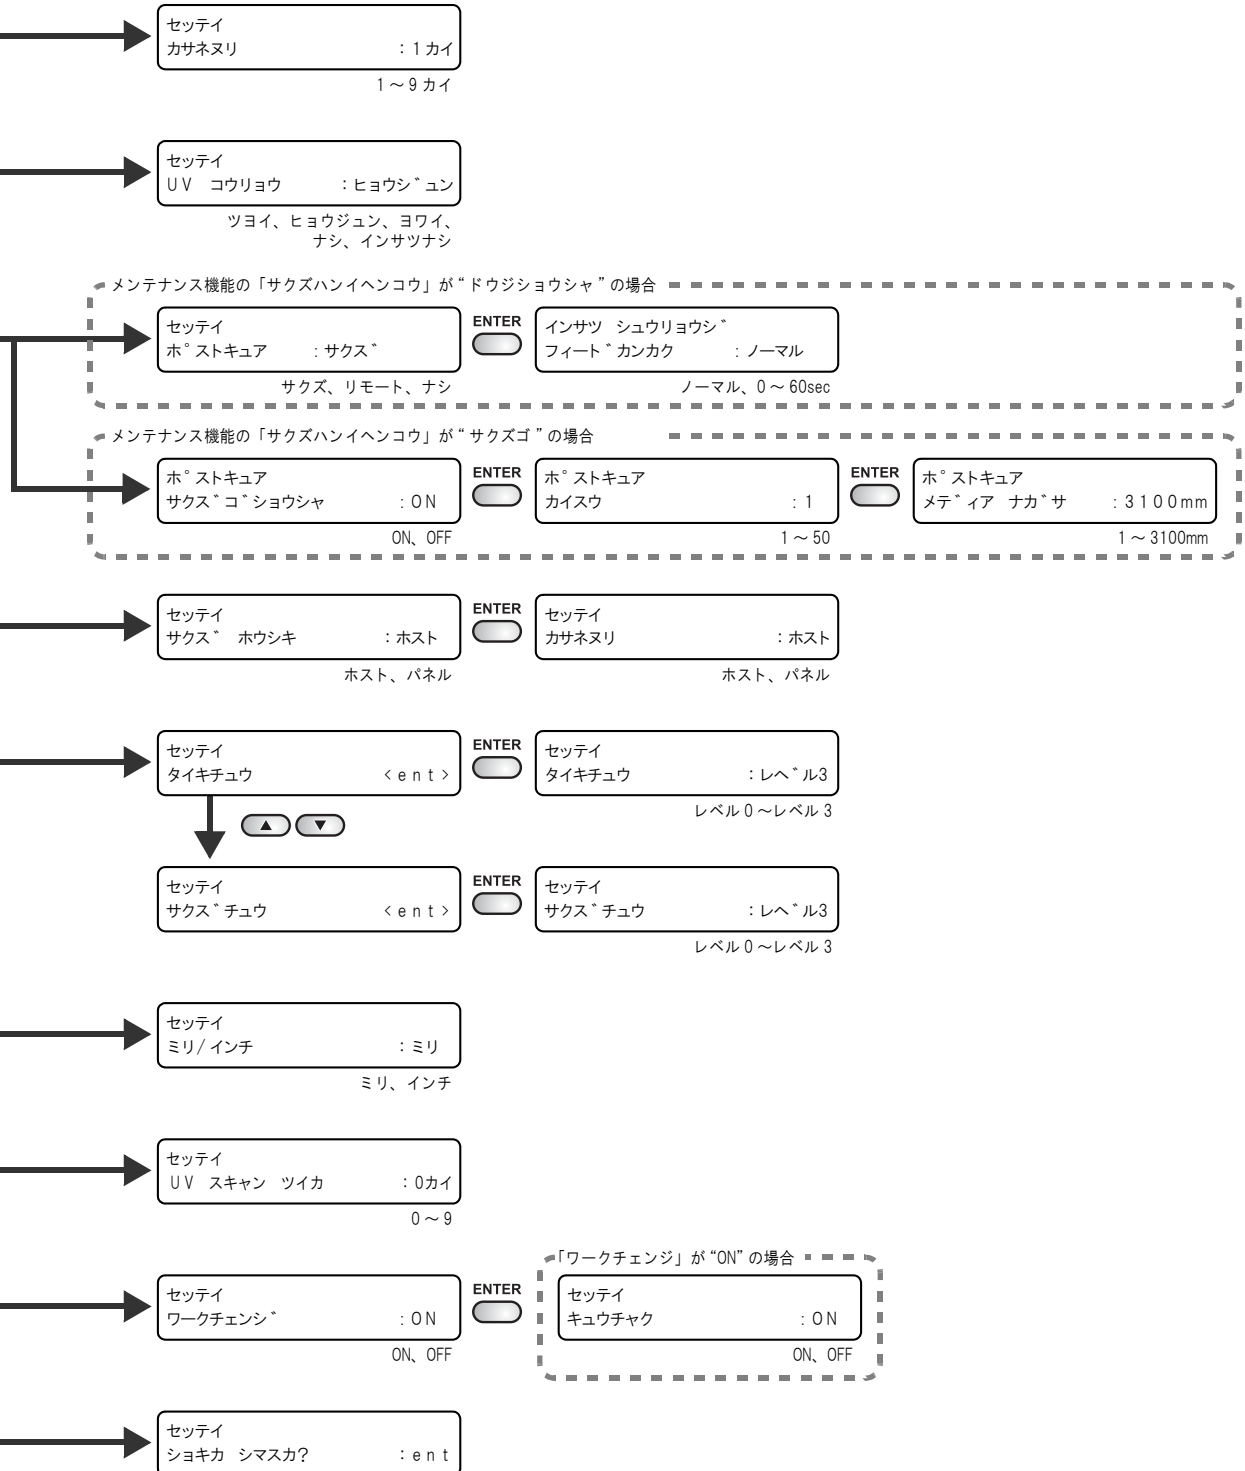 セッテイ
カサネヌリ　：1カイ
1～9カイ
セッテイ
UV　コウリョウ　：ヒョウシ゛ュン
ツヨイ、ヒョウジュン、ヨワイ、
ナシ、インサツナシ
メンテナンス機能の「サクズハンイヘンコウ」が“ドウジショウシャ”の場合
セッテイ
ホ゜ストキュア　：サクス゛
サクズ、リモート、ナシ
ENTER
インサツ　シュウリョウシ゛
フィート゛カンカク　：ノーマル
ノーマル、0～60sec
メンテナンス機能の「サクズハンイヘンコウ」が“サクズゴ”の場合
ホ゜ストキュア
サクス゛コ゛ショウシャ　：ON
ON、OFF
ENTER
ホ゜ストキュア
カイスウ　：1
1～50
ENTER
ホ゜ストキュア
メテ゛ィア　ナカ゛サ　：3100mm
1～3100mm
セッテイ
サクス゛　ホウシキ　：ホスト
ホスト、パネル
ENTER
セッテイ
カサネヌリ　：ホスト
ホスト、パネル
セッテイ
タイキチュウ　<ent>
ENTER
セッテイ
タイキチュウ　：レヘ゛ル3
レベル0～レベル3
セッテイ
サクス゛チュウ　<ent>
ENTER
セッテイ
サクス゛チュウ　：レヘ゛ル3
レベル0～レベル3
セッテイ
ミリ/インチ　：ミリ
ミリ、インチ
セッテイ
UV　スキャン　ツイカ　：0カイ
0～9
セッテイ
ワークチェンシ゛　：ON
ON、OFF
ENTER
「ワークチェンジ」が“ON”の場合
セッテイ
キュウチャク　：ON
ON、OFF
セッテイ
ショキカ　シマスカ?　：ent